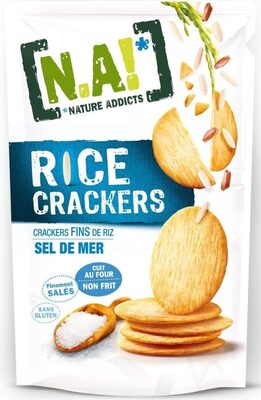 [N.A!*]
*NATURE ADDICTS
RICE
CRACKERS
CRACKERS FINS DE RIZ
SEL DE MER
CUIT
AU FOUR
NON FRIT
Finement
SALÉS
SANS
GLUTEN